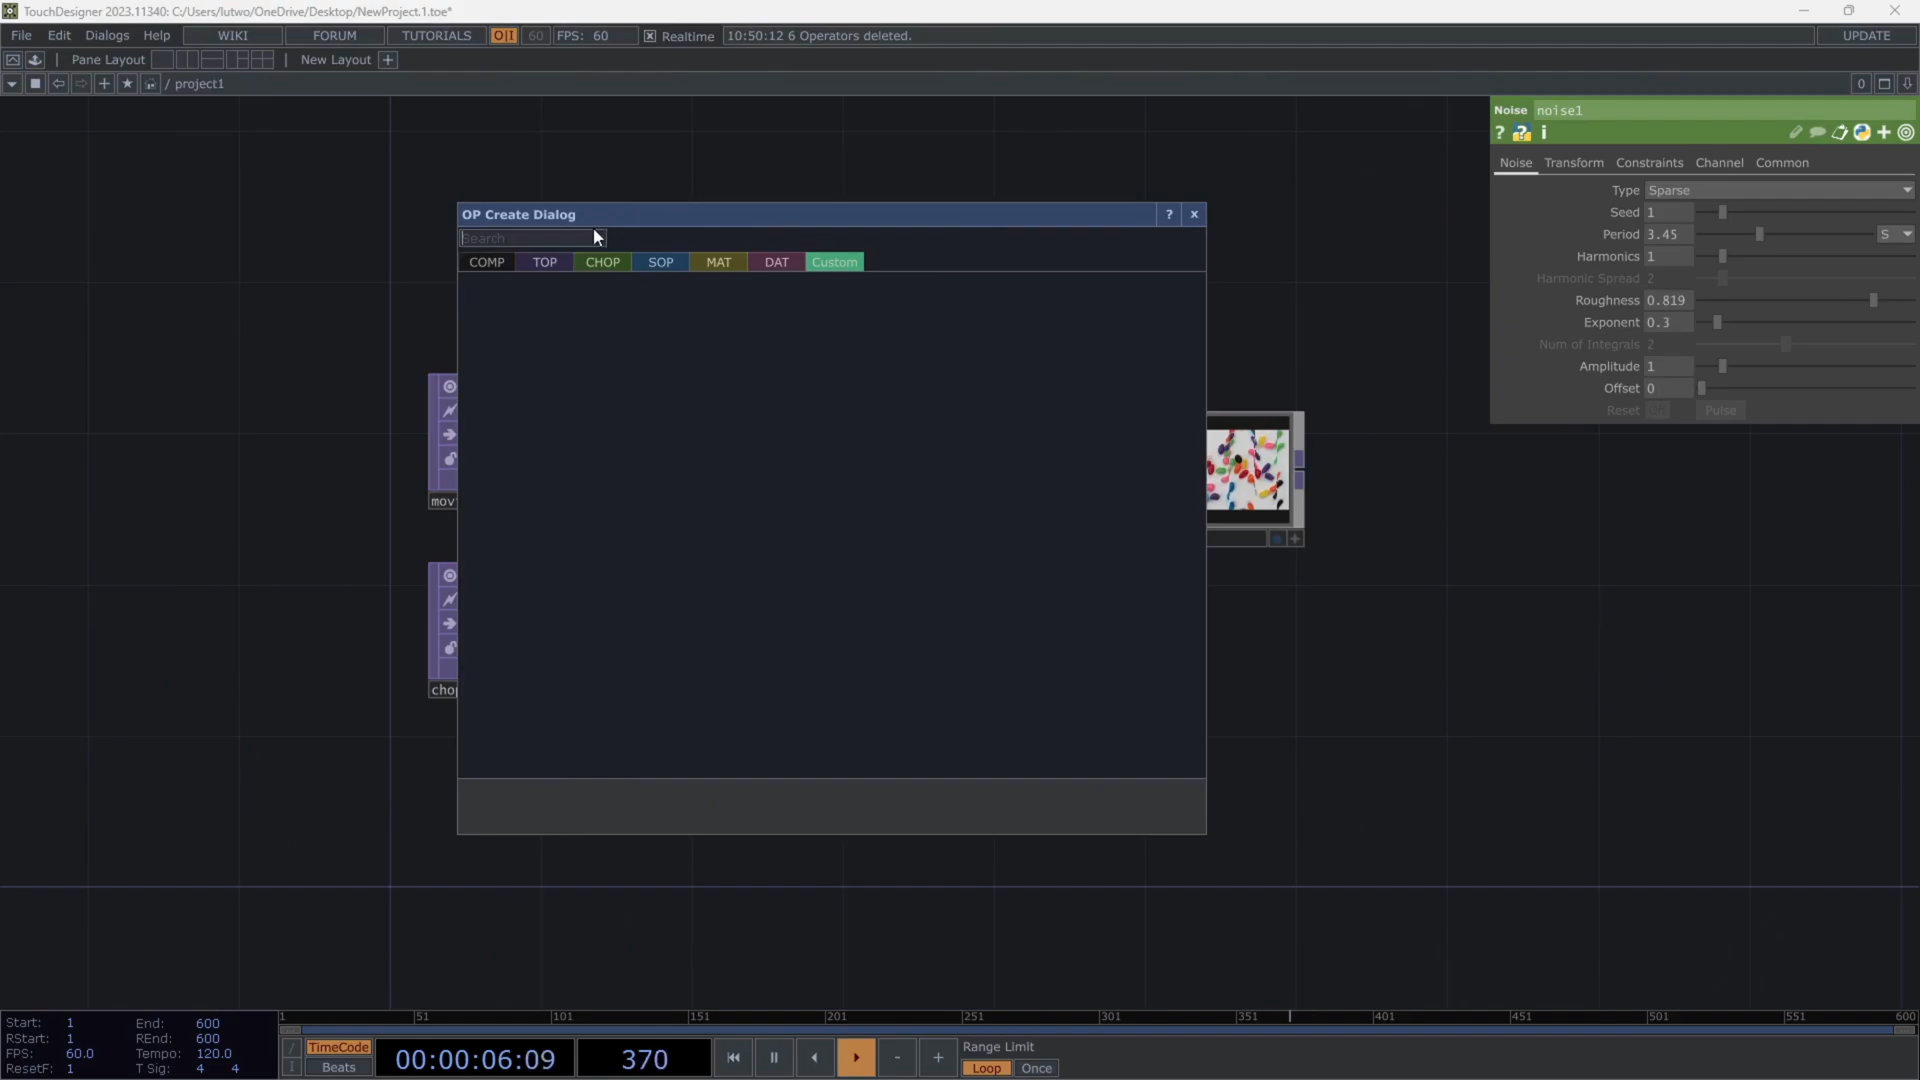 TouchDesigner 2023.11340: C:/Users/lutwo/OneDrive/Desktop/NewProject.1.toe*
File Edit Dialogs Help WIKI FORUM TUTORIALS O|I 60 FPS: 60 Realtime 10:50:12 6 Operators deleted. UPDATE
Pane Layout New Layout +
/ project1 0
Noise noise1
? ? i
Noise Transform Constraints Channel Common
Type Sparse
Seed 1
Period 3.45 S
Harmonics 1
Harmonic Spread 2
Roughness 0.819
Exponent 0.3
Num of Integrals 2
Amplitude 1
Offset 0
Reset Pulse
OP Create Dialog ? x
Search
COMP TOP CHOP SOP MAT DAT Custom
mov
chop
Start: 1 End: 600
RStart: 1 REnd: 600
FPS: 60.0 Tempo: 120.0
ResetF: 1 T Sig: 4 4
1 51 101 151 201 251 301 351 401 451 501 551 600
TimeCode
Beats
00:00:06:09 370
- +
Range Limit
Loop Once